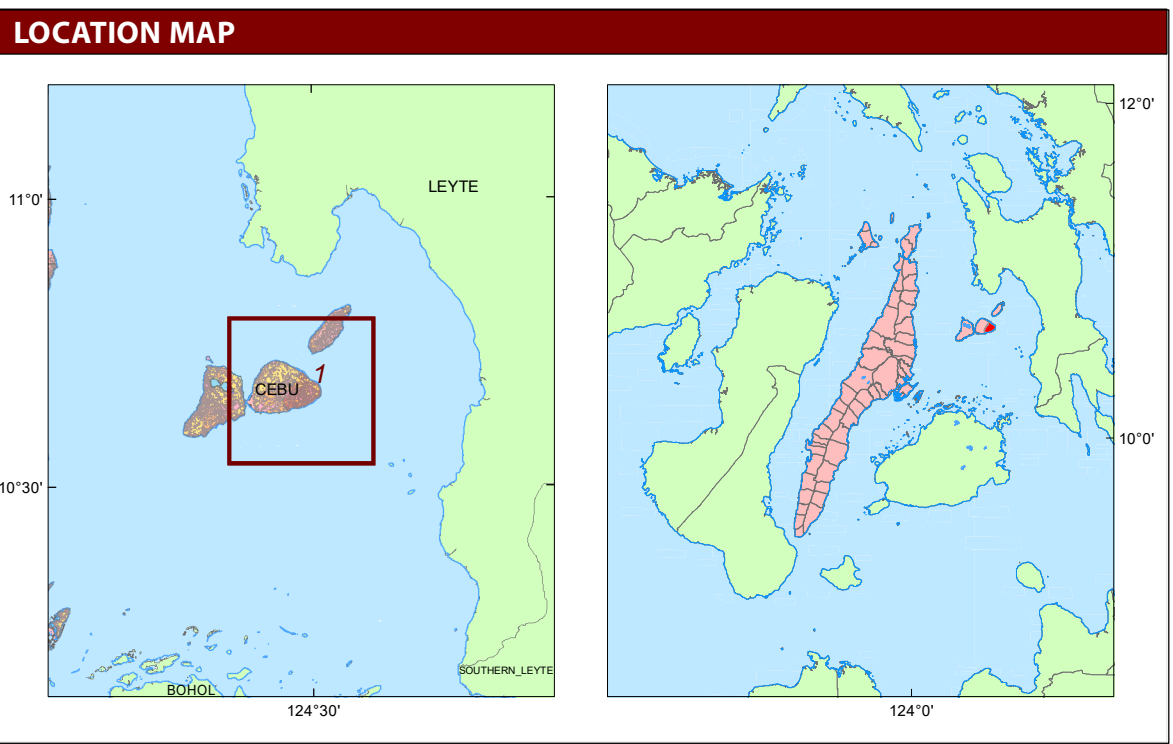 LOCATION MAP
LEYTE
11°0'
1
CEBU
10°30'
SOUTHERN_LEYTE
BOHOL
124°30'
12°0'
10°0'
124°0'